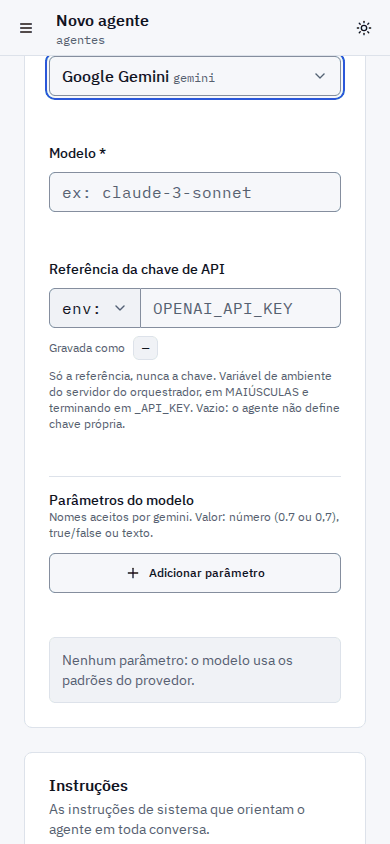 Novo agente
agentes
Google Gemini gemini
Modelo *
ex: claude-3-sonnet
Referência da chave de API
env: OPENAI_API_KEY
Gravada como –
Só a referência, nunca a chave. Variável de ambiente
do servidor do orquestrador, em MAIÚSCULAS e
terminando em _API_KEY. Vazio: o agente não define
chave própria.
Parâmetros do modelo
Nomes aceitos por gemini. Valor: número (0.7 ou 0,7),
true/false ou texto.
Adicionar parâmetro
Nenhum parâmetro: o modelo usa os
padrões do provedor.
Instruções
As instruções de sistema que orientam o
agente em toda conversa.